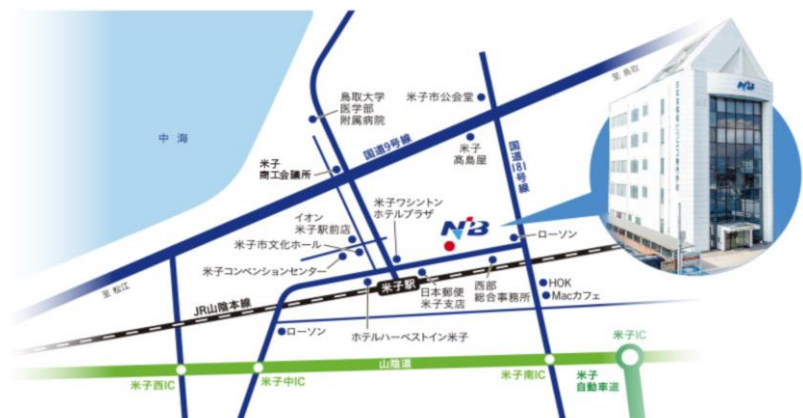 至 鳥取
鳥取大学
医学部
附属病院
米子市公会堂
中 海
国道9号線
米子
髙島屋
国道181号線
米子
商工会議所
米子ワシントン
ホテルプラザ
イオン
米子駅前店
NB
ローソン
米子市文化ホール
米子コンベンションセンター
至 松江
米子駅
日本郵便
米子支店
西部
総合事務所
HOK
Macカフェ
JR山陰本線
ローソン
ホテルハーベストイン米子
米子IC
山陰道
米子西IC
米子中IC
米子南IC
米子
自動車道
NB